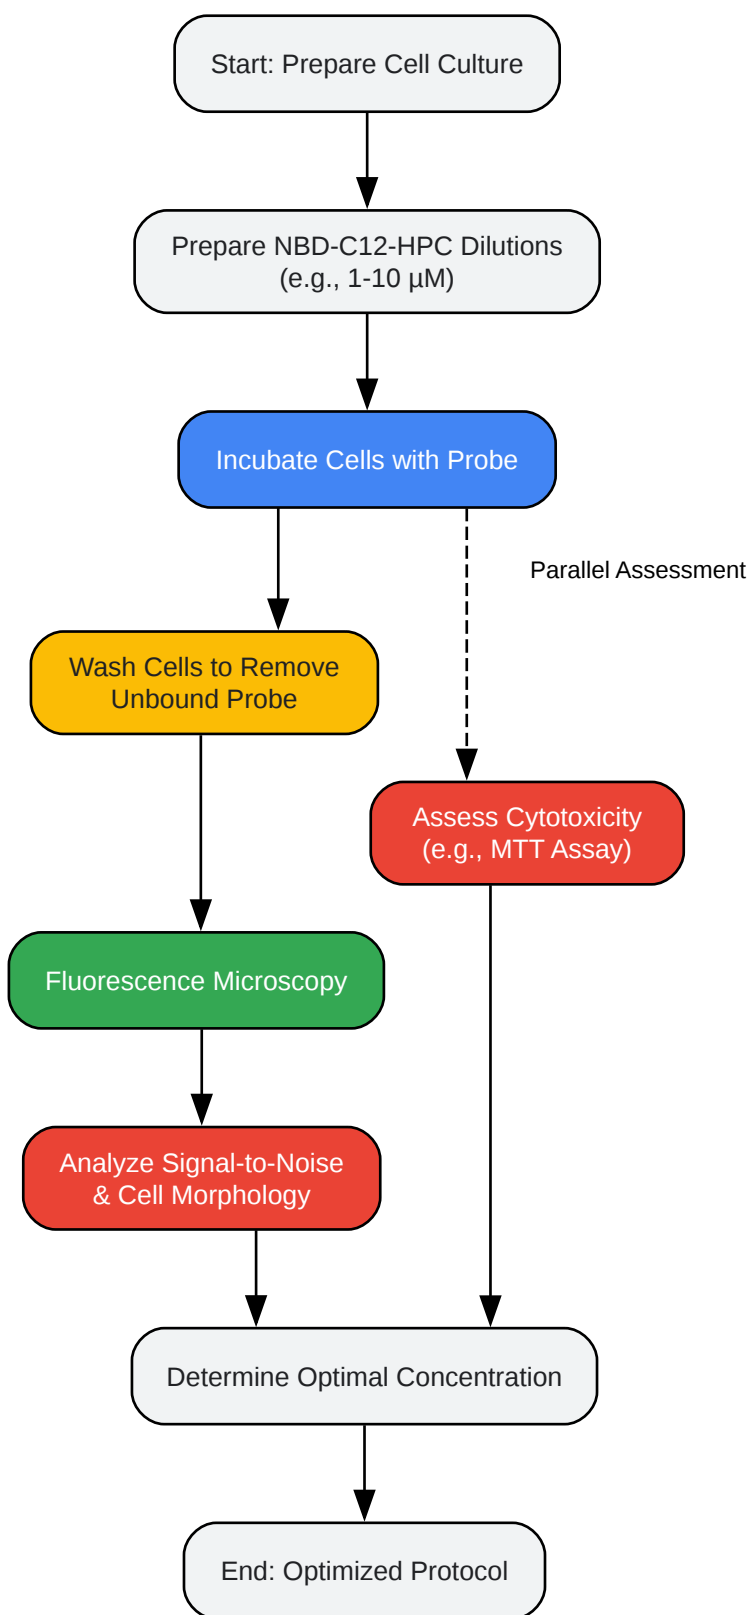 Start: Prepare Cell Culture
Prepare NBD-C12-HPC Dilutions
(e.g., 1-10 µM)
Incubate Cells with Probe
Parallel Assessment
Wash Cells to Remove
Unbound Probe
Assess Cytotoxicity
(e.g., MTT Assay)
Fluorescence Microscopy
Analyze Signal-to-Noise
& Cell Morphology
Determine Optimal Concentration
End: Optimized Protocol